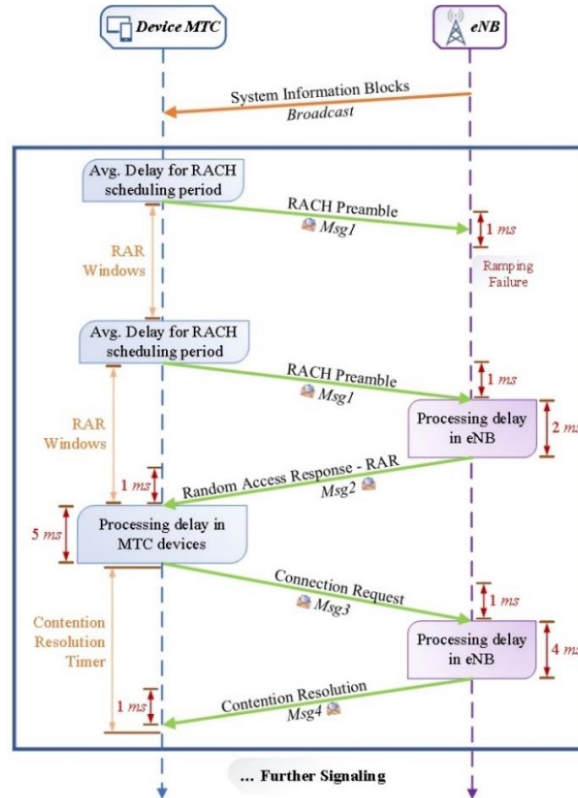 Device MTC
eNB
System Information Blocks
Broadcast
Avg. Delay for RACH
scheduling period
RACH Preamble
Msg1
1 ms
RAR
Windows
Ramping
Failure
Avg. Delay for RACH
scheduling period
RACH Preamble
Msg1
1 ms
Processing delay
in eNB
2 ms
RAR
Windows
1 ms
Random Access Response - RAR
Msg2
5 ms
Processing delay in
MTC devices
Connection Request
Msg3
1 ms
Contention
Resolution
Timer
Processing delay
in eNB
4 ms
1 ms
Contention Resolution
Msg4
... Further Signaling